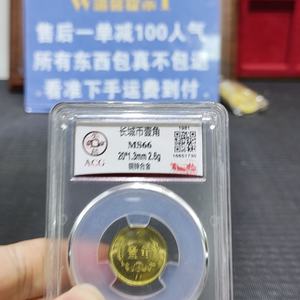 售后一单减100人气
所有东西包真不包退
看准下手运费到付
长城币壹角
1981
MS66
20*1.3mm 2.6g
铜锌合金
ACG
壹角